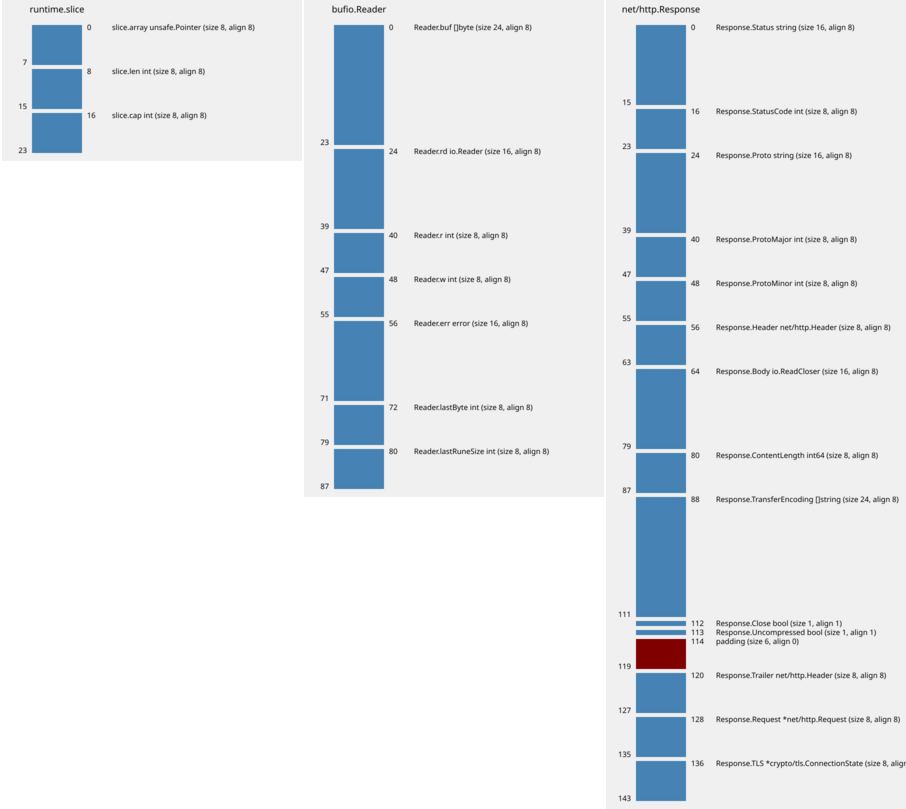 runtime.slice
0 slice.array unsafe.Pointer (size 8, align 8)
7
8 slice.len int (size 8, align 8)
15
16 slice.cap int (size 8, align 8)
23
bufio.Reader
0 Reader.buf []byte (size 24, align 8)
23
24 Reader.rd io.Reader (size 16, align 8)
39
40 Reader.r int (size 8, align 8)
47
48 Reader.w int (size 8, align 8)
55
56 Reader.err error (size 16, align 8)
71
72 Reader.lastByte int (size 8, align 8)
79
80 Reader.lastRuneSize int (size 8, align 8)
87
net/http.Response
0 Response.Status string (size 16, align 8)
15
16 Response.StatusCode int (size 8, align 8)
23
24 Response.Proto string (size 16, align 8)
39
40 Response.ProtoMajor int (size 8, align 8)
47
48 Response.ProtoMinor int (size 8, align 8)
55
56 Response.Header net/http.Header (size 8, align 8)
63
64 Response.Body io.ReadCloser (size 16, align 8)
79
80 Response.ContentLength int64 (size 8, align 8)
87
88 Response.TransferEncoding []string (size 24, align 8)
111
112 Response.Close bool (size 1, align 1)
113 Response.Uncompressed bool (size 1, align 1)
114 padding (size 6, align 0)
119
120 Response.Trailer net/http.Header (size 8, align 8)
127
128 Response.Request *net/http.Request (size 8, align 8)
135
136 Response.TLS *crypto/tls.ConnectionState (size 8, align
143